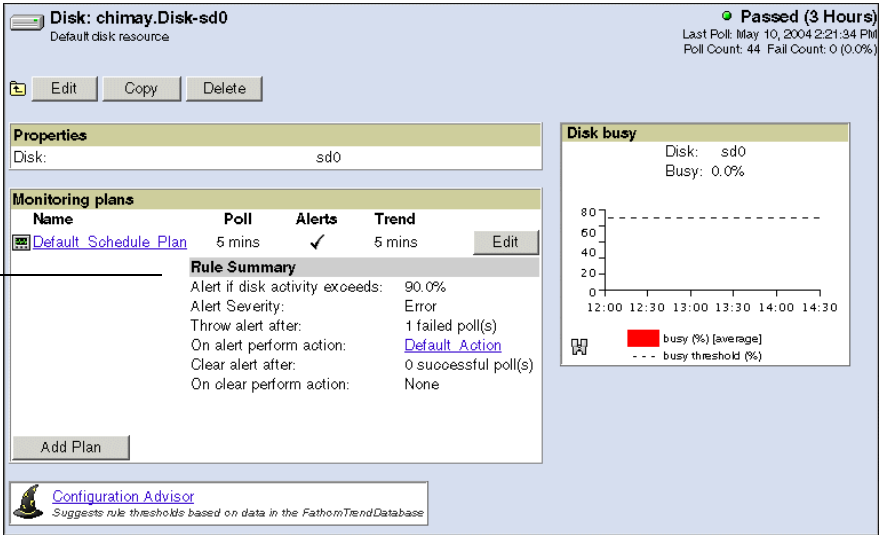 Disk: chimay.Disk-sd0
Default disk resource
Passed (3 Hours)
Last Poll: May 10, 2004 2:21:34 PM
Poll Count: 44 Fail Count: 0 (0.0%)
Edit Copy Delete
Properties
Disk: sd0
Monitoring plans
Name Poll Alerts Trend
Default_Schedule_Plan 5 mins ✓ 5 mins Edit
Rule Summary
Alert if disk activity exceeds: 90.0%
Alert Severity: Error
Throw alert after: 1 failed poll(s)
On alert perform action: Default_Action
Clear alert after: 0 successful poll(s)
On clear perform action: None
Add Plan
Configuration Advisor
Suggests rule thresholds based on data in the FathomTrendDatabase
Disk busy
Disk: sd0
Busy: 0.0%
80
60
40
20
0
12:00 12:30 13:00 13:30 14:00 14:30
busy (%) [average]
--- busy threshold (%)